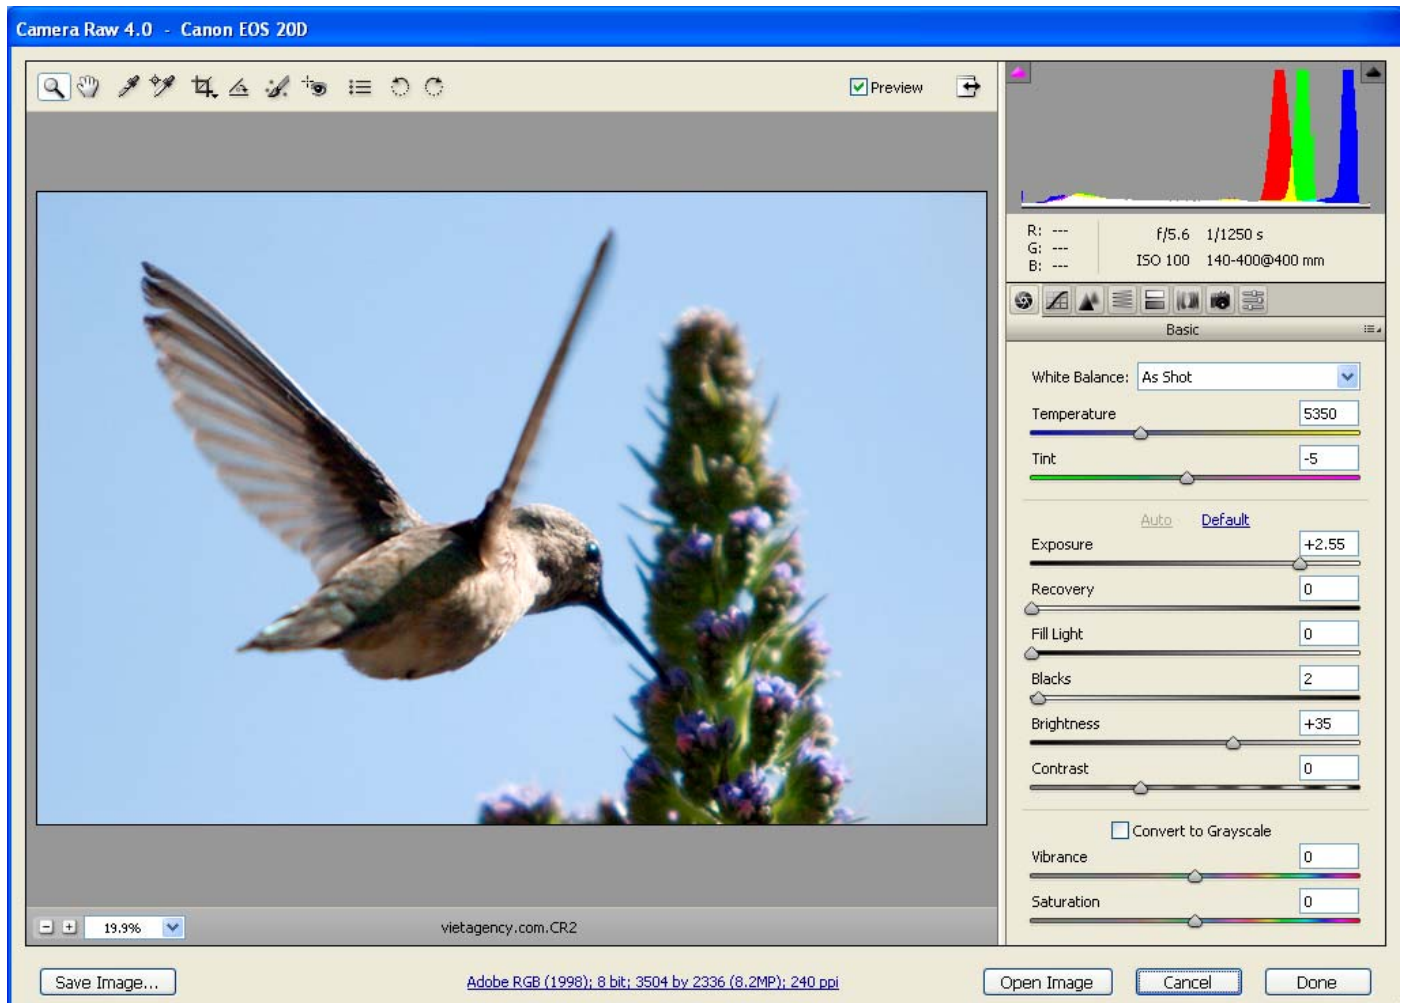 Camera Raw 4.0 - Canon EOS 20D
Preview
R: ---
G: ---
B: ---
f/5.6 1/1250 s
ISO 100 140-400@400 mm
Basic
White Balance: As Shot
Temperature 5350
Tint -5
Auto Default
Exposure +2.55
Recovery 0
Fill Light 0
Blacks 2
Brightness +35
Contrast 0
Convert to Grayscale
Vibrance 0
Saturation 0
19.9% vietagency.com.CR2
Save Image... Adobe RGB (1998); 8 bit; 3504 by 2336 (8.2MP); 240 ppi Open Image Cancel Done